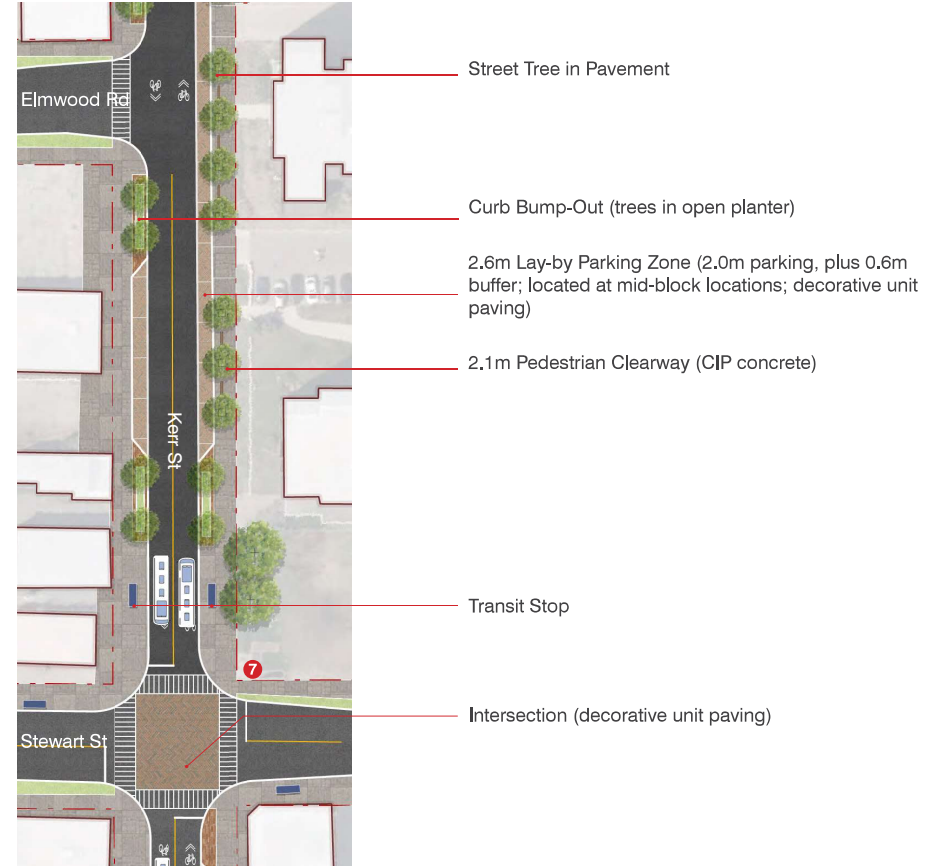 Street Tree in Pavement
Elmwood Rd
Curb Bump-Out (trees in open planter)
2.6m Lay-by Parking Zone (2.0m parking, plus 0.6m
buffer; located at mid-block locations; decorative unit
paving)
2.1m Pedestrian Clearway (CIP concrete)
Kerr St
Transit Stop
7
Intersection (decorative unit paving)
Stewart St